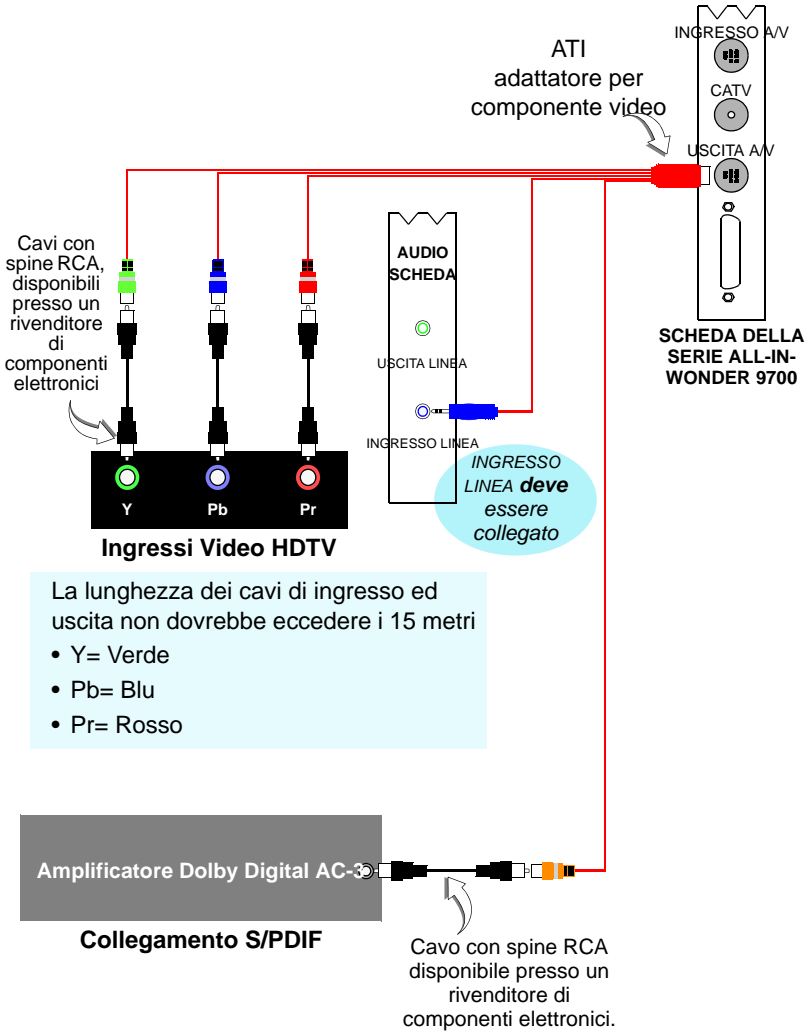 INGRESSO A/V
CATV
USCITA A/V
SCHEDA DELLA
SERIE ALL-IN-
WONDER 9700
ATI
adattatore per
componente video
Cavi con
spine RCA,
disponibili
presso un
rivenditore
di
componenti
elettronici
AUDIO
SCHEDA
USCITA LINEA
INGRESSO LINEA
INGRESSO
LINEA deve
essere
collegato
Y
Pb
Pr
Ingressi Video HDTV
La lunghezza dei cavi di ingresso ed
uscita non dovrebbe eccedere i 15 metri
• Y= Verde
• Pb= Blu
• Pr= Rosso
Amplificatore Dolby Digital AC-3
Collegamento S/PDIF
Cavo con spine RCA
disponibile presso un
rivenditore di
componenti elettronici.